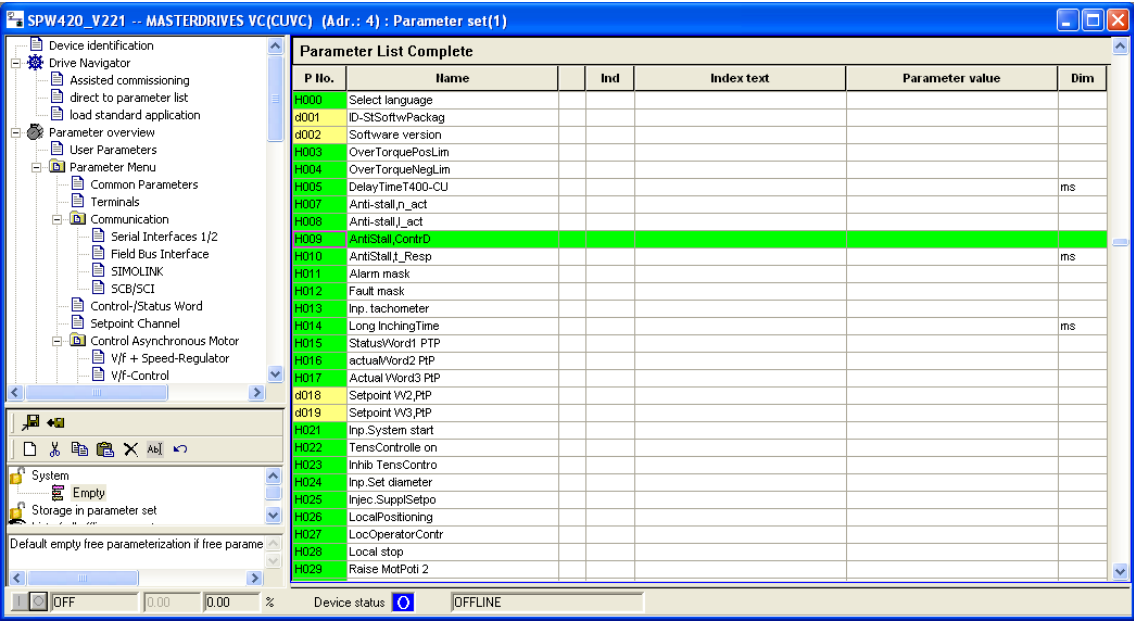 SPW420_V221 -- MASTERDRIVES VC(CUVC) (Adr.: 4) : Parameter set(1)
Device identification
Drive Navigator
Assisted commissioning
direct to parameter list
load standard application
Parameter overview
User Parameters
Parameter Menu
Common Parameters
Terminals
Communication
Serial Interfaces 1/2
Field Bus Interface
SIMOLINK
SCB/SCI
Control-/Status Word
Setpoint Channel
Control Asynchronous Motor
V/f + Speed-Regulator
V/f-Control
System
Empty
Storage in parameter set
Default empty free parameterization if free parame
Parameter List Complete
P No. Name Ind Index text Parameter value Dim
H000 Select language
d001 ID-StSoftwPackag
d002 Software version
H003 OverTorquePosLim
H004 OverTorqueNegLim
H005 DelayTimeT400-CU ms
H007 Anti-stall,n_act
H008 Anti-stall,I_act
H009 AntiStall,ContrD
H010 AntiStall,t_Resp ms
H011 Alarm mask
H012 Fault mask
H013 Inp. tachometer
H014 Long InchingTime ms
H015 StatusWord1 PTP
H016 actualWord2 PtP
H017 Actual Word3 PtP
d018 Setpoint W2,PtP
d019 Setpoint W3,PtP
H021 Inp.System start
H022 TensControlle on
H023 Inhib TensContro
H024 Inp.Set diameter
H025 Injec.SupplSetpo
H026 LocalPositioning
H027 LocOperatorContr
H028 Local stop
H029 Raise MotPoti 2
OFF 0.00 0.00 % Device status OFFLINE